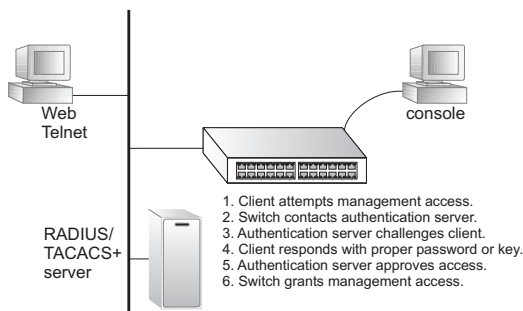 Web
Telnet
console
RADIUS/
TACACS+
server
1. Client attempts management access.
2. Switch contacts authentication server.
3. Authentication server challenges client.
4. Client responds with proper password or key.
5. Authentication server approves access.
6. Switch grants management access.